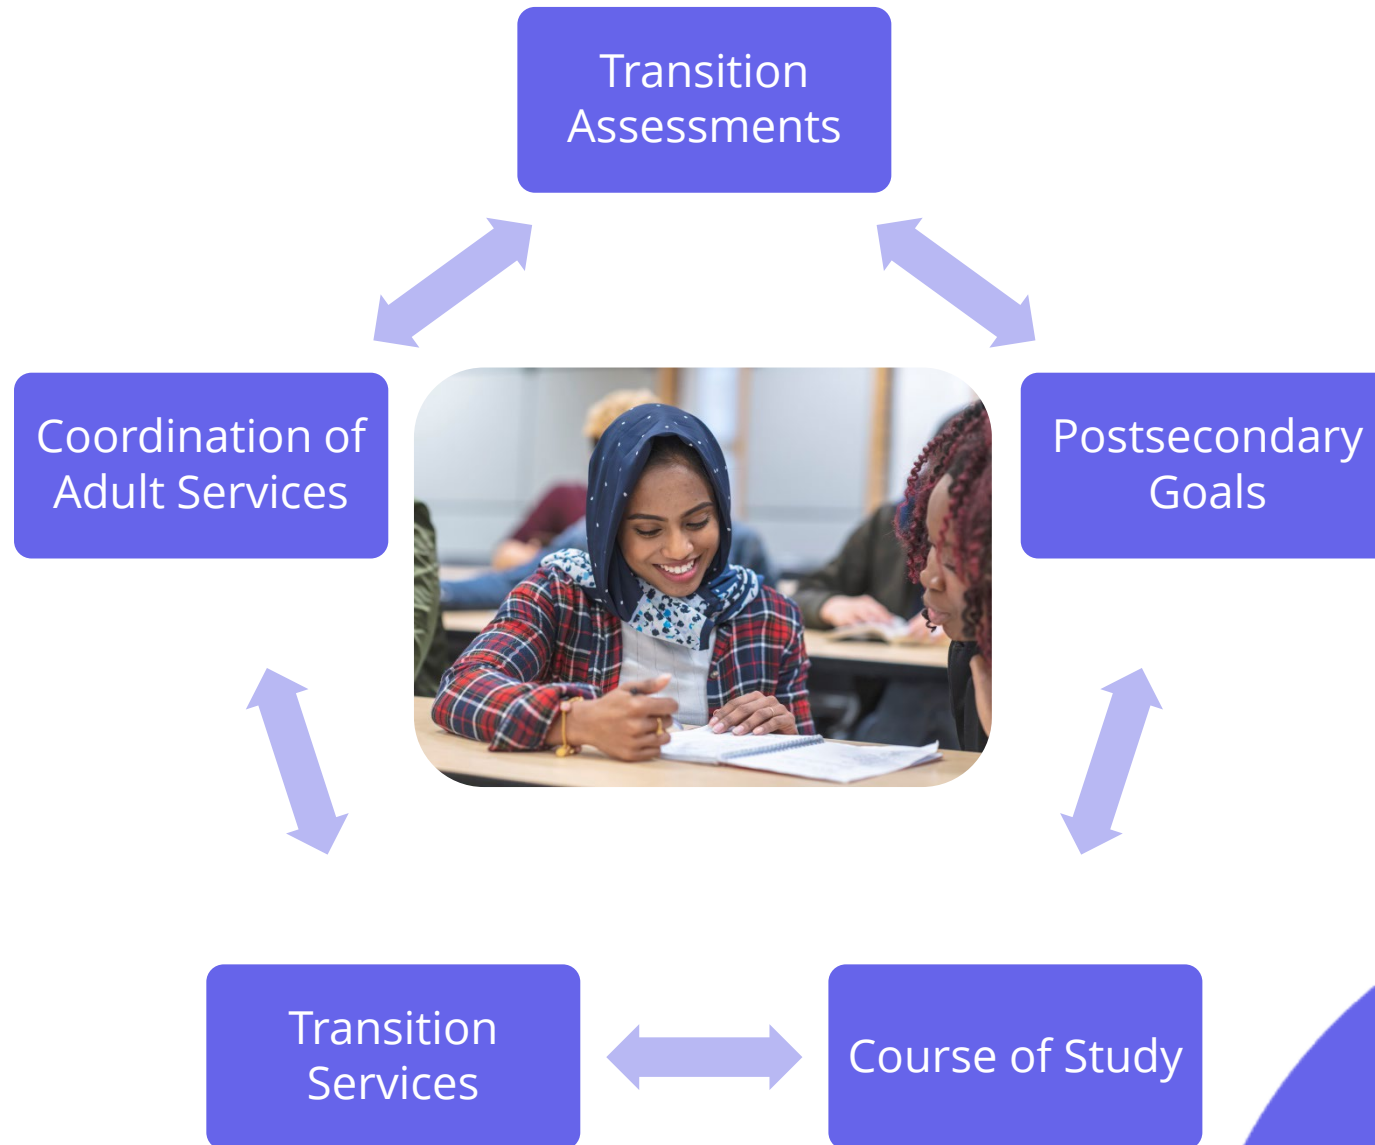 Transition
Assessments
Coordination of
Adult Services
Postsecondary
Goals
Transition
Services
Course of Study